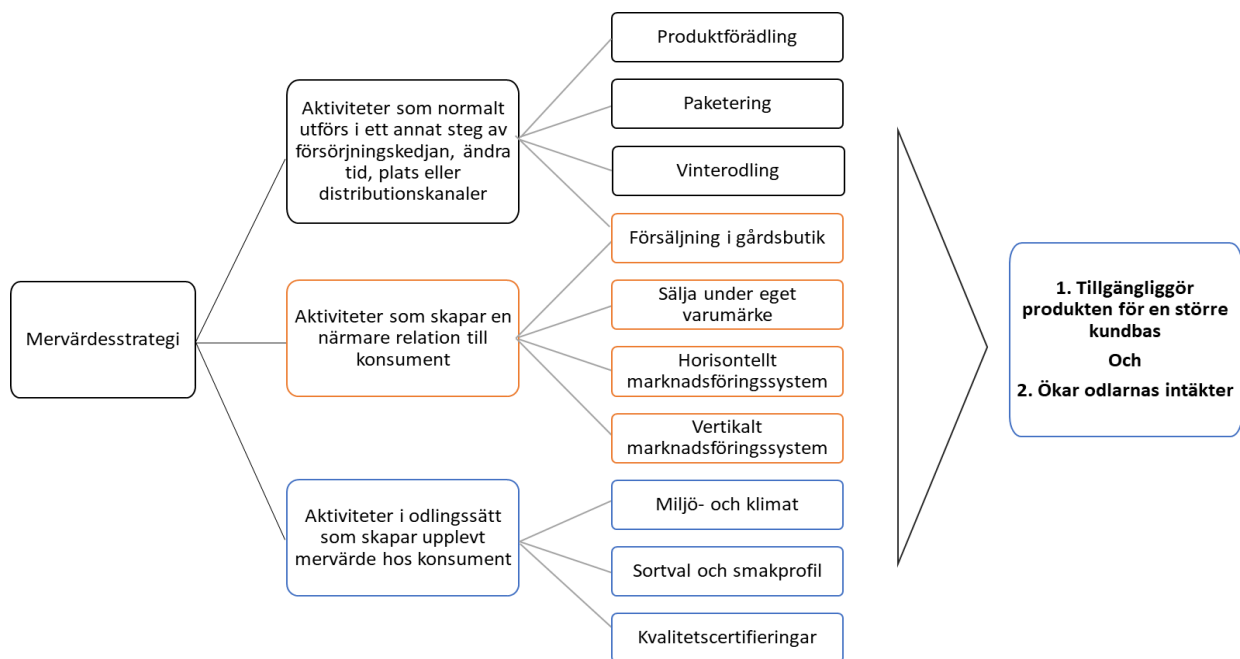 Mervärdesstrategi
Aktiviteter som normalt
utförs i ett annat steg av
försörjningskedjan, ändra
tid, plats eller
distributionskanaler
Aktiviteter som skapar en
närmare relation till
konsument
Aktiviteter i odlingssätt
som skapar upplevt
mervärde hos konsument
Produktförädling
Paketering
Vinterodling
Försäljning i gårdsbutik
Sälja under eget
varumärke
Horisontellt
marknadsföringssystem
Vertikalt
marknadsföringssystem
Miljö- och klimat
Sortval och smakprofil
Kvalitetscertifieringar
1. Tillgängliggör
produkten för en större
kundbas
Och
2. Ökar odlarnas intäkter